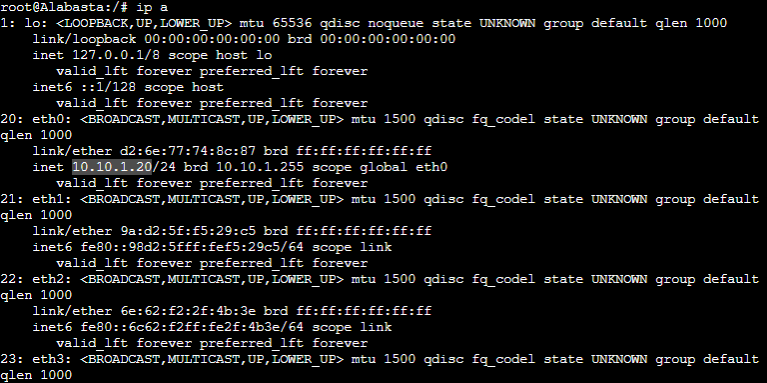 root@Alabasta:/# ip a
1: lo: <LOOPBACK,UP,LOWER_UP> mtu 65536 qdisc noqueue state UNKNOWN group default qlen 1000
    link/loopback 00:00:00:00:00:00 brd 00:00:00:00:00:00
    inet 127.0.0.1/8 scope host lo
       valid_lft forever preferred_lft forever
    inet6 ::1/128 scope host
       valid_lft forever preferred_lft forever
20: eth0: <BROADCAST,MULTICAST,UP,LOWER_UP> mtu 1500 qdisc fq_codel state UNKNOWN group default
qlen 1000
    link/ether d2:6e:77:74:8c:87 brd ff:ff:ff:ff:ff:ff
    inet 10.10.1.20/24 brd 10.10.1.255 scope global eth0
       valid_lft forever preferred_lft forever
21: eth1: <BROADCAST,MULTICAST,UP,LOWER_UP> mtu 1500 qdisc fq_codel state UNKNOWN group default
qlen 1000
    link/ether 9a:d2:5f:f5:29:c5 brd ff:ff:ff:ff:ff:ff
    inet6 fe80::98d2:5fff:fef5:29c5/64 scope link
       valid_lft forever preferred_lft forever
22: eth2: <BROADCAST,MULTICAST,UP,LOWER_UP> mtu 1500 qdisc fq_codel state UNKNOWN group default
qlen 1000
    link/ether 6e:62:f2:2f:4b:3e brd ff:ff:ff:ff:ff:ff
    inet6 fe80::6c62:f2ff:fe2f:4b3e/64 scope link
       valid_lft forever preferred_lft forever
23: eth3: <BROADCAST,MULTICAST,UP,LOWER_UP> mtu 1500 qdisc fq_codel state UNKNOWN group default
qlen 1000